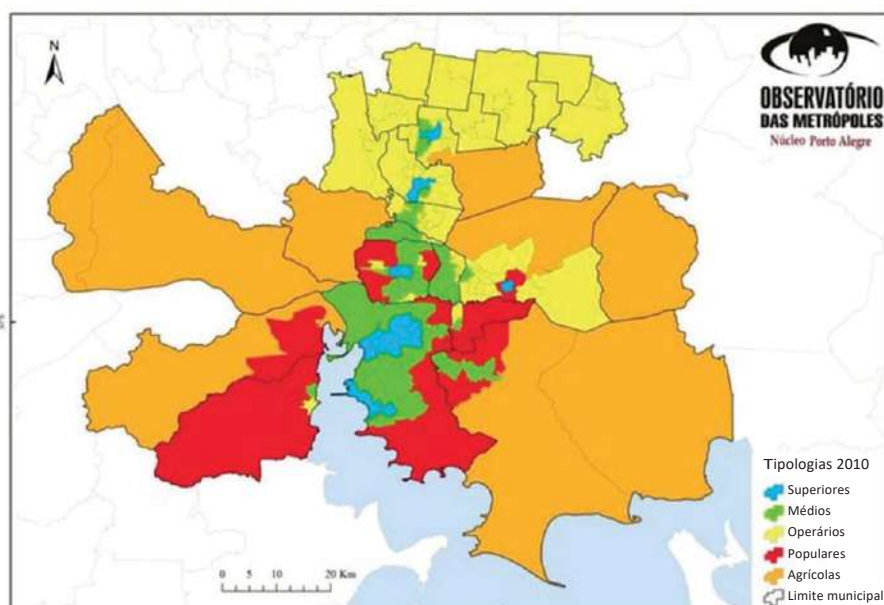 N
OBSERVATÓRIO
DAS METRÓPOLES
Núcleo Porto Alegre
Tipologias 2010
Superiores
Médios
Operários
Populares
Agrícolas
Limite municipal
0 5 10 20 Km